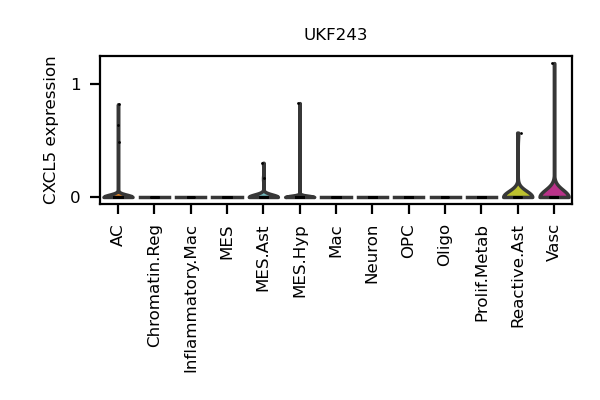 UKF243
CXCL5 expression
1
0
AC
Chromatin.Reg
Inflammatory.Mac
MES
MES.Ast
MES.Hyp
Mac
Neuron
OPC
Oligo
Prolif.Metab
Reactive.Ast
Vasc